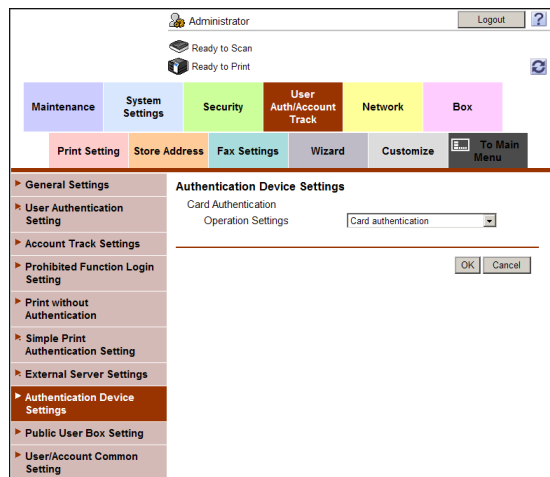 Administrator
Logout
?
Ready to Scan
Ready to Print
Maintenance
System
Settings
Security
User
Auth/Account
Track
Network
Box
Print Setting
Store Address
Fax Settings
Wizard
Customize
To Main
Menu
General Settings
User Authentication
Setting
Account Track Settings
Prohibited Function Login
Setting
Print without
Authentication
Simple Print
Authentication Setting
External Server Settings
Authentication Device
Settings
Public User Box Setting
User/Account Common
Setting
Authentication Device Settings
Card Authentication
Operation Settings
Card authentication
OK
Cancel